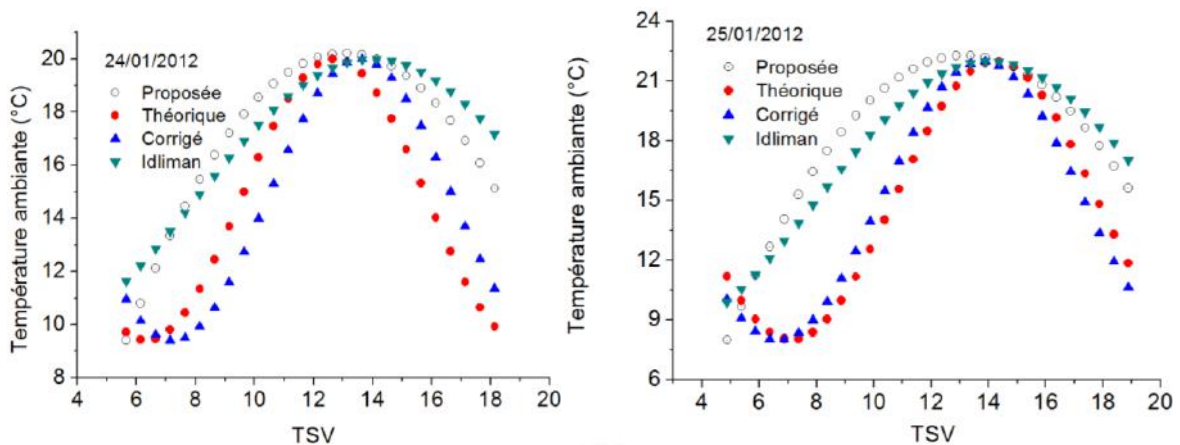 24/01/2012
Proposée
Théorique
Corrigé
Idliman
Température ambiante (°C)
20
18
16
14
12
10
8
4 6 8 10 12 14 16 18 20
TSV
25/01/2012
Proposée
Théorique
Corrigé
Idliman
Température ambiante (°C)
24
21
18
15
12
9
6
4 6 8 10 12 14 16 18 20
TSV